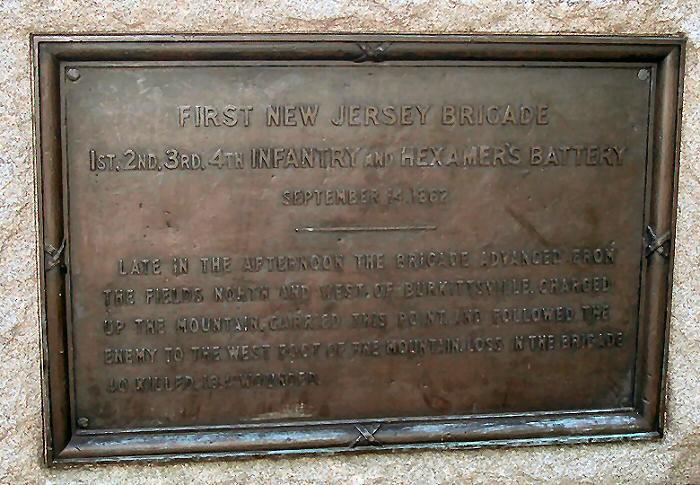 FIRST NEW JERSEY BRIGADE
1ST, 2ND, 3RD, 4TH INFANTRY AND HEXAMER'S BATTERY
SEPTEMBER 14, 1862
LATE IN THE AFTERNOON THE BRIGADE ADVANCED FROM
THE FIELDS NORTH AND WEST, OF BURKITTSVILLE, CHARGED
UP THE MOUNTAIN, CARRIED THIS POINT, AND FOLLOWED THE
ENEMY TO THE WEST FOOT OF THE MOUNTAIN. LOSS IN THE BRIGADE
40 KILLED, 134 WOUNDED